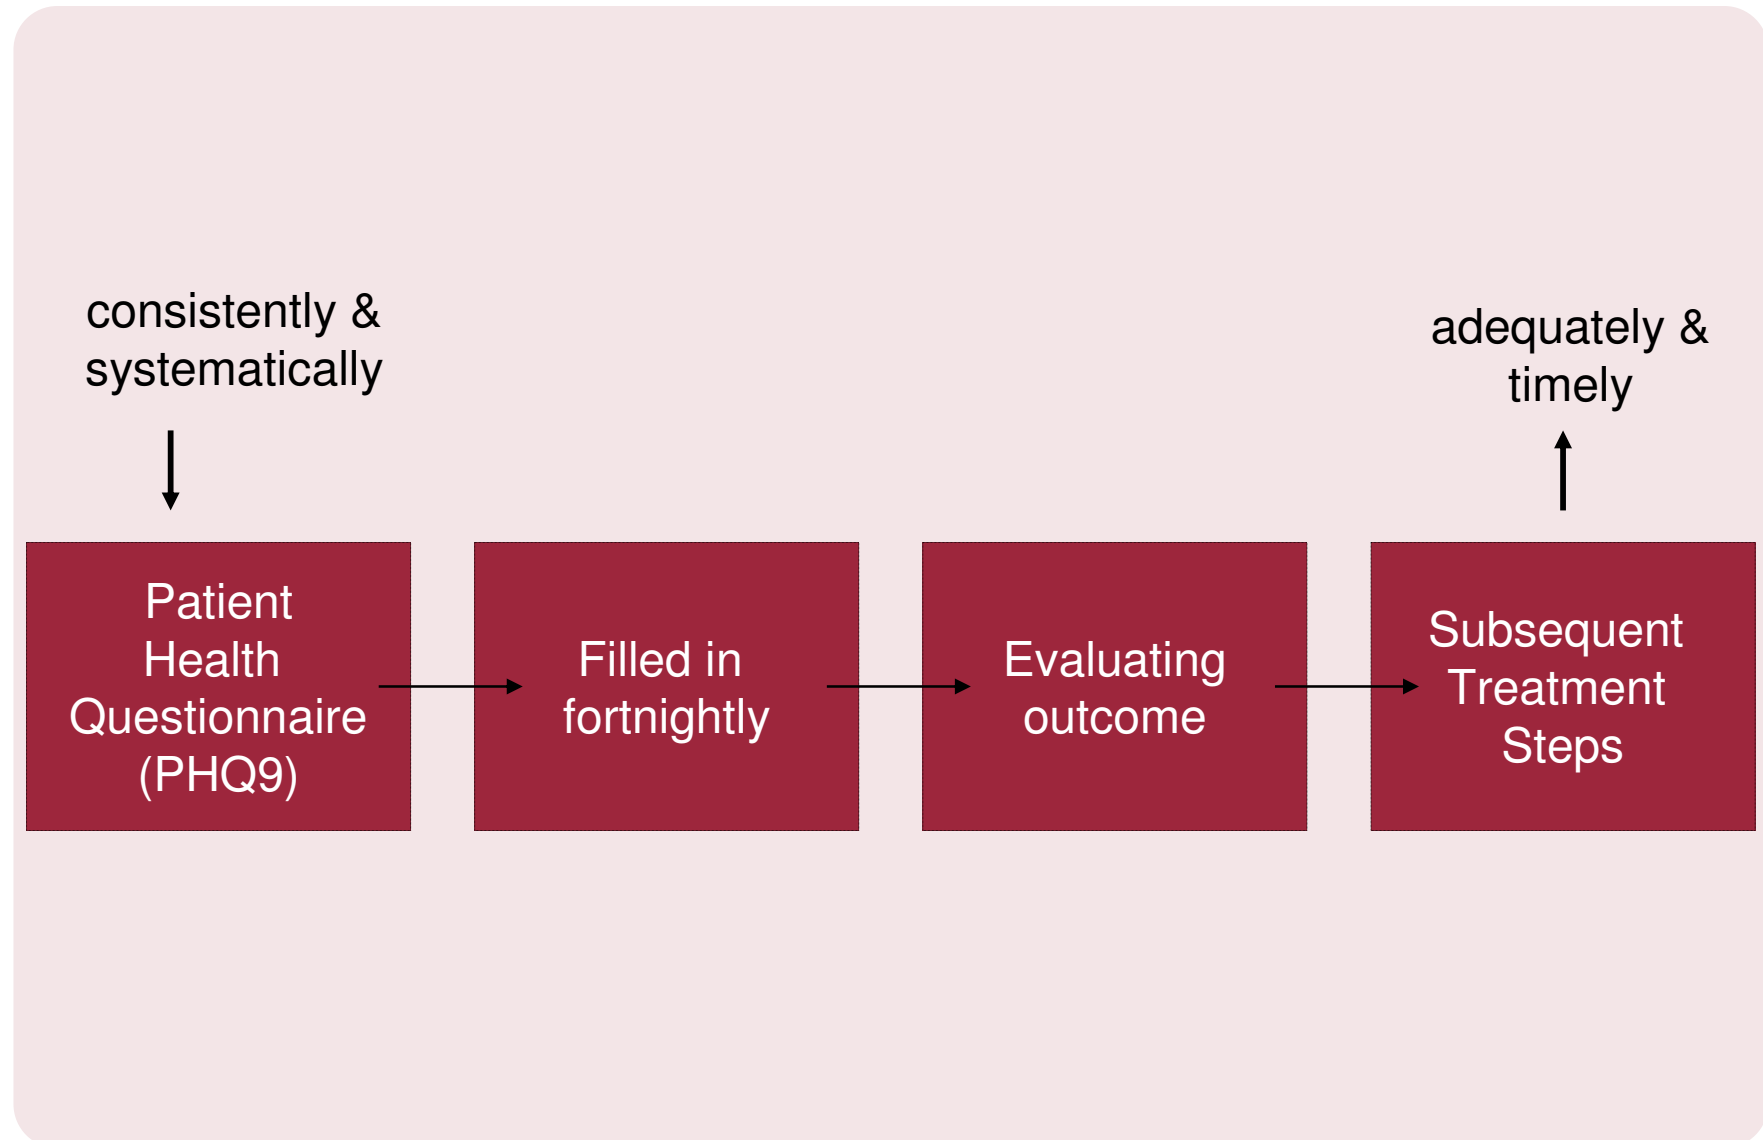 consistently &
systematically
adequately &
timely
Patient
Health
Questionnaire
(PHQ9)
Filled in
fortnightly
Evaluating
outcome
Subsequent
Treatment
Steps